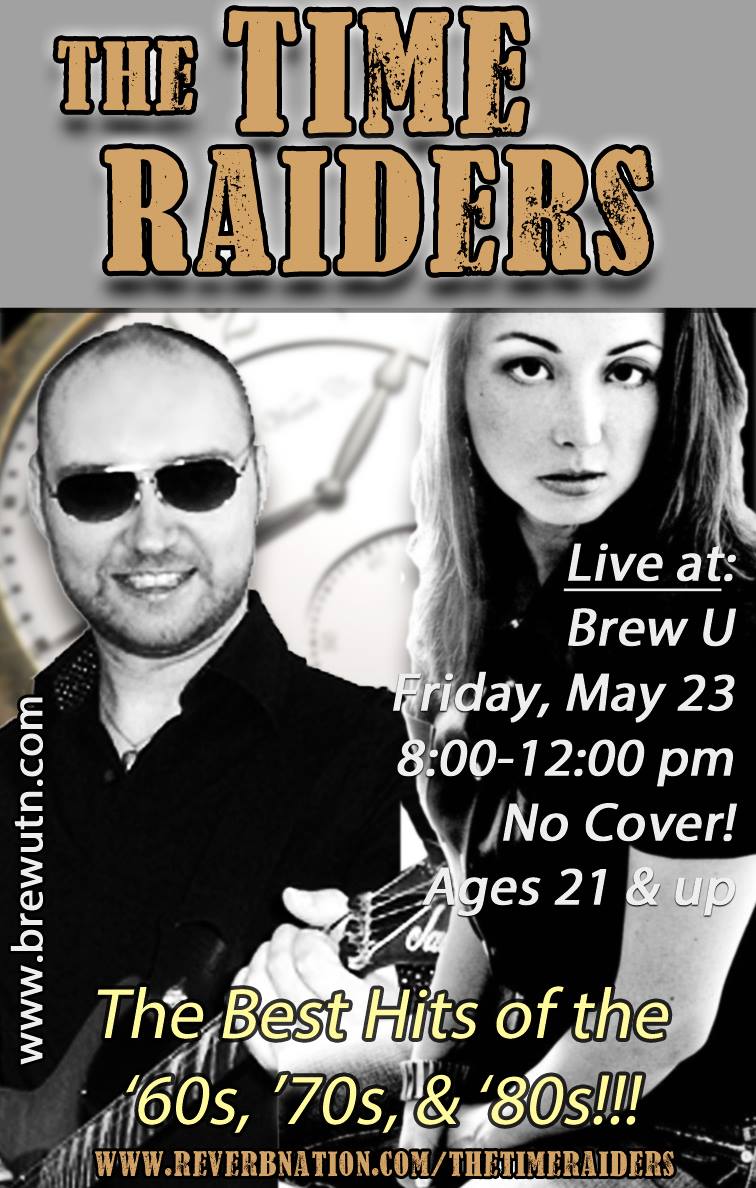 THE TIME
RAIDERS
Live at:
Brew U
Friday, May 23
8:00-12:00 pm
No Cover!
Ages 21 & up
www.brewutn.com
The Best Hits of the
‘60s, ’70s, & ‘80s!!!
WWW.REVERBNATION.COM/THETIMERAIDERS